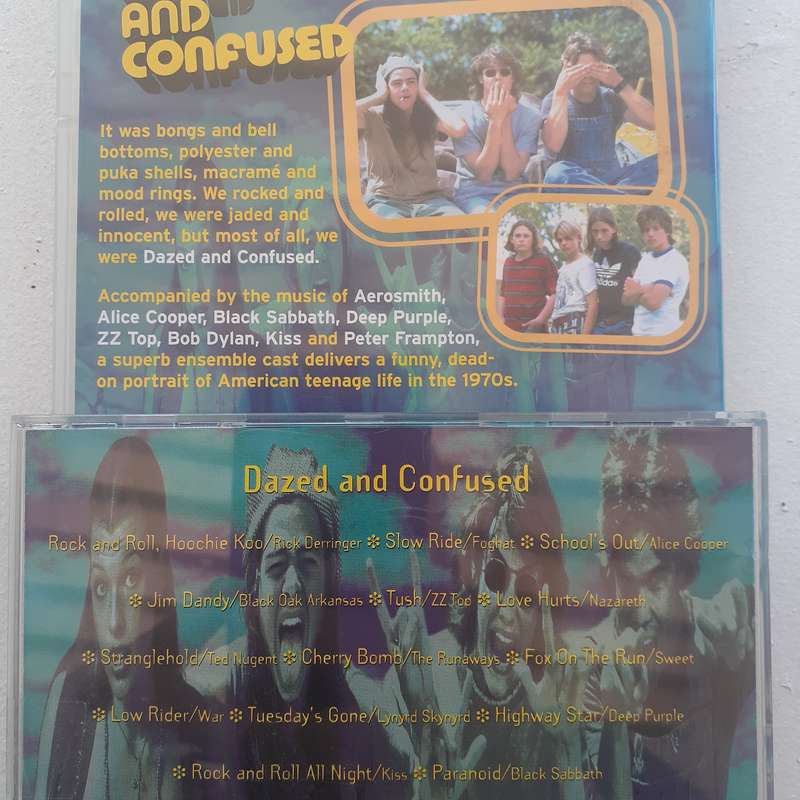 AND
CONFUSED
It was bongs and bell
bottoms, polyester and
puka shells, macramé and
mood rings. We rocked and
rolled, we were jaded and
innocent, but most of all, we
were Dazed and Confused.
Accompanied by the music of Aerosmith,
Alice Cooper, Black Sabbath, Deep Purple,
ZZ Top, Bob Dylan, Kiss and Peter Frampton,
a superb ensemble cast delivers a funny, dead-
on portrait of American teenage life in the 1970s.
adidas
Dazed and Confused
Rock and Roll, Hoochie Koo/Rick Derringer ❇ Slow Ride/Foghat ❇ School's Out/Alice Cooper
❇ Jim Dandy/Black Oak Arkansas ❇ Tush/ZZ Top ❇ Love Hurts/Nazareth
❇ Stranglehold/Ted Nugent ❇ Cherry Bomb/The Runaways ❇ Fox On The Run/Sweet
❇ Low Rider/War ❇ Tuesday's Gone/Lynyrd Skynyrd ❇ Highway Star/Deep Purple
❇ Rock and Roll All Night/Kiss ❇ Paranoid/Black Sabbath